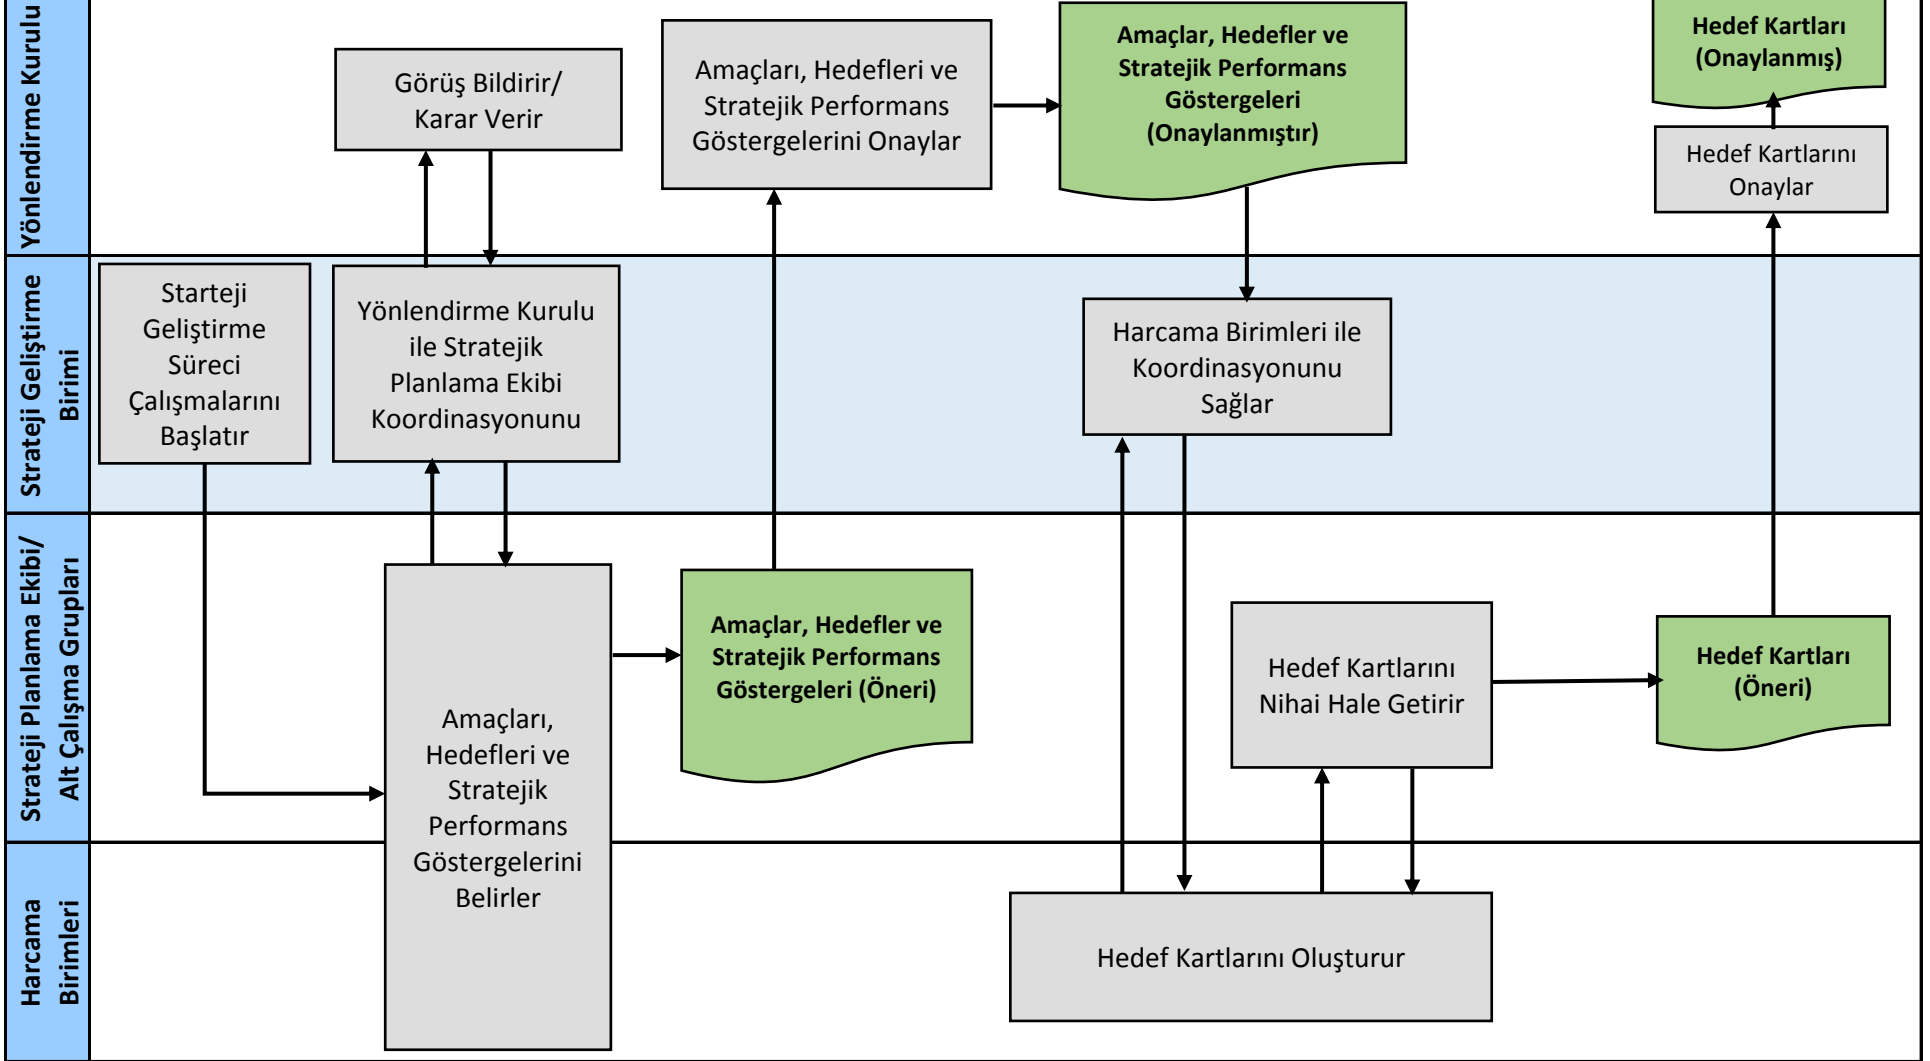 Yönlendirme Kurulu
Görüş Bildirir/
Karar Verir
Amaçları, Hedefleri ve
Stratejik Performans
Göstergelerini Onaylar
Amaçlar, Hedefler ve
Stratejik Performans
Göstergeleri
(Onaylanmıştır)
Hedef Kartları
(Onaylanmış)
Hedef Kartlarını
Onaylar
Strateji Geliştirme
Birimi
Starteji
Geliştirme
Süreci
Çalışmalarını
Başlatır
Yönlendirme Kurulu
ile Stratejik
Planlama Ekibi
Koordinasyonunu
Harcama Birimleri ile
Koordinasyonunu
Sağlar
Strateji Planlama Ekibi/
Alt Çalışma Grupları
Amaçları,
Hedefleri ve
Stratejik
Performans
Göstergelerini
Belirler
Amaçlar, Hedefler ve
Stratejik Performans
Göstergeleri (Öneri)
Hedef Kartlarını
Nihai Hale Getirir
Hedef Kartları
(Öneri)
Harcama
Birimleri
Hedef Kartlarını Oluşturur